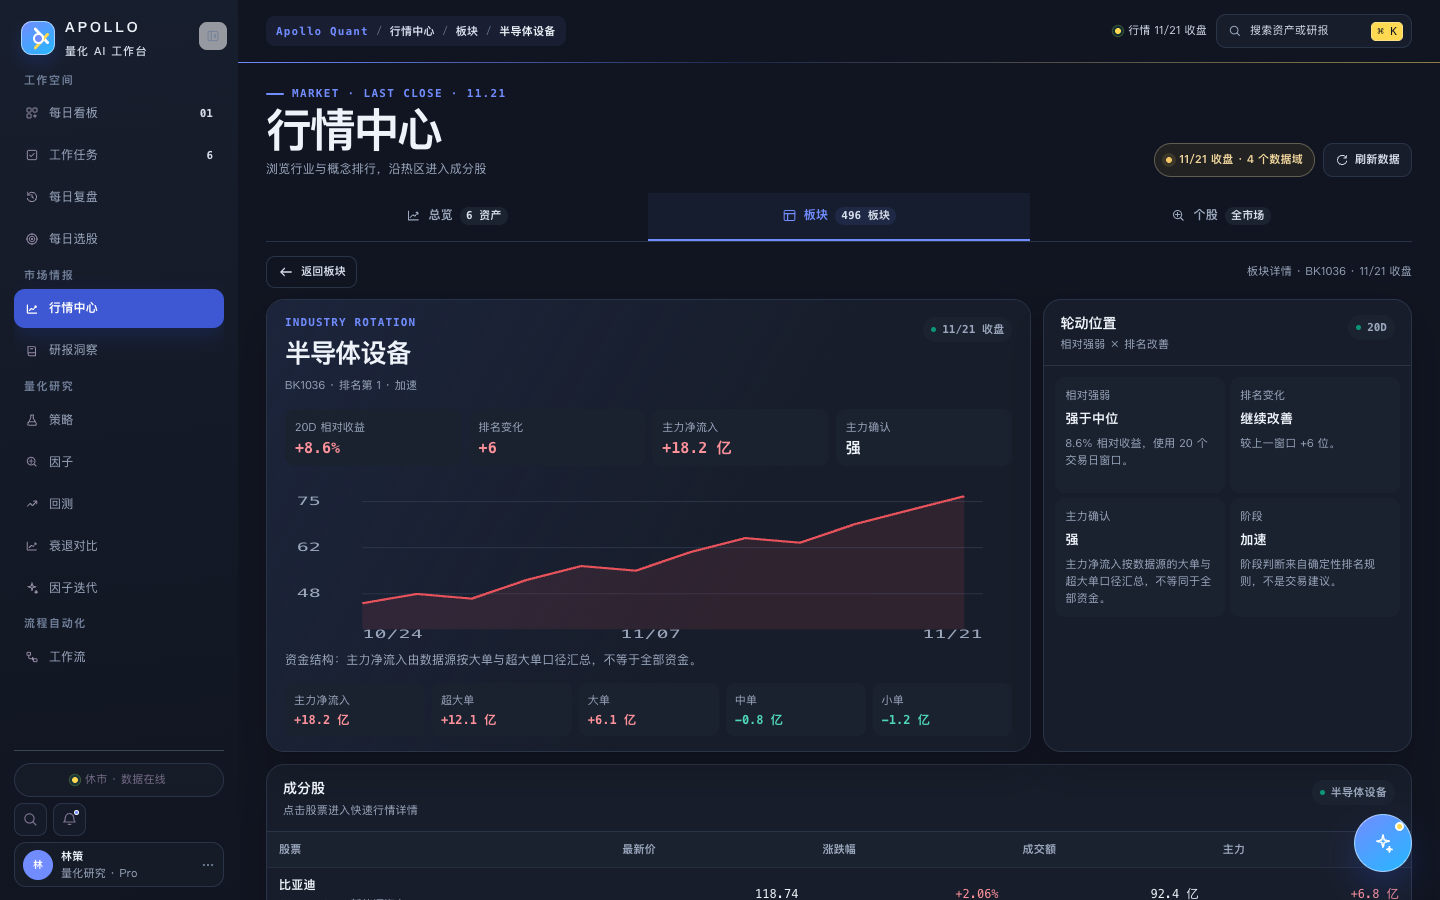 APOLLO
量化 AI 工作台
工作空间
每日看板 01
工作任务 6
每日复盘
每日选股
市场情报
行情中心
研报洞察
量化研究
策略
因子
回测
衰退对比
因子迭代
流程自动化
工作流
休市 · 数据在线
林
林策
量化研究 · Pro
Apollo Quant / 行情中心 / 板块 / 半导体设备
行情 11/21 收盘
搜索资产或研报 ⌘ K
MARKET · LAST CLOSE · 11.21
行情中心
浏览行业与概念排行，沿热区进入成分股
11/21 收盘 · 4 个数据域
刷新数据
总览 6 资产
板块 496 板块
个股 全市场
返回板块
板块详情 · BK1036 · 11/21 收盘
INDUSTRY ROTATION
11/21 收盘
半导体设备
BK1036 · 排名第 1 · 加速
20D 相对收益
+8.6%
排名变化
+6
主力净流入
+18.2 亿
主力确认
强
75
62
48
10/24 11/07 11/21
资金结构：主力净流入由数据源按大单与超大单口径汇总，不等于全部资金。
主力净流入
+18.2 亿
超大单
+12.1 亿
大单
+6.1 亿
中单
−0.8 亿
小单
−1.2 亿
轮动位置
相对强弱 × 排名改善
20D
相对强弱
强于中位
8.6% 相对收益，使用 20 个
交易日窗口。
排名变化
继续改善
较上一窗口 +6 位。
主力确认
强
主力净流入按数据源的大单与
超大单口径汇总，不等同于全
部资金。
阶段
加速
阶段判断来自确定性排名规
则，不是交易建议。
成分股
点击股票进入快速行情详情
半导体设备
股票 最新价 涨跌幅 成交额 主力
比亚迪
118.74 +2.06% 92.4 亿 +6.8 亿